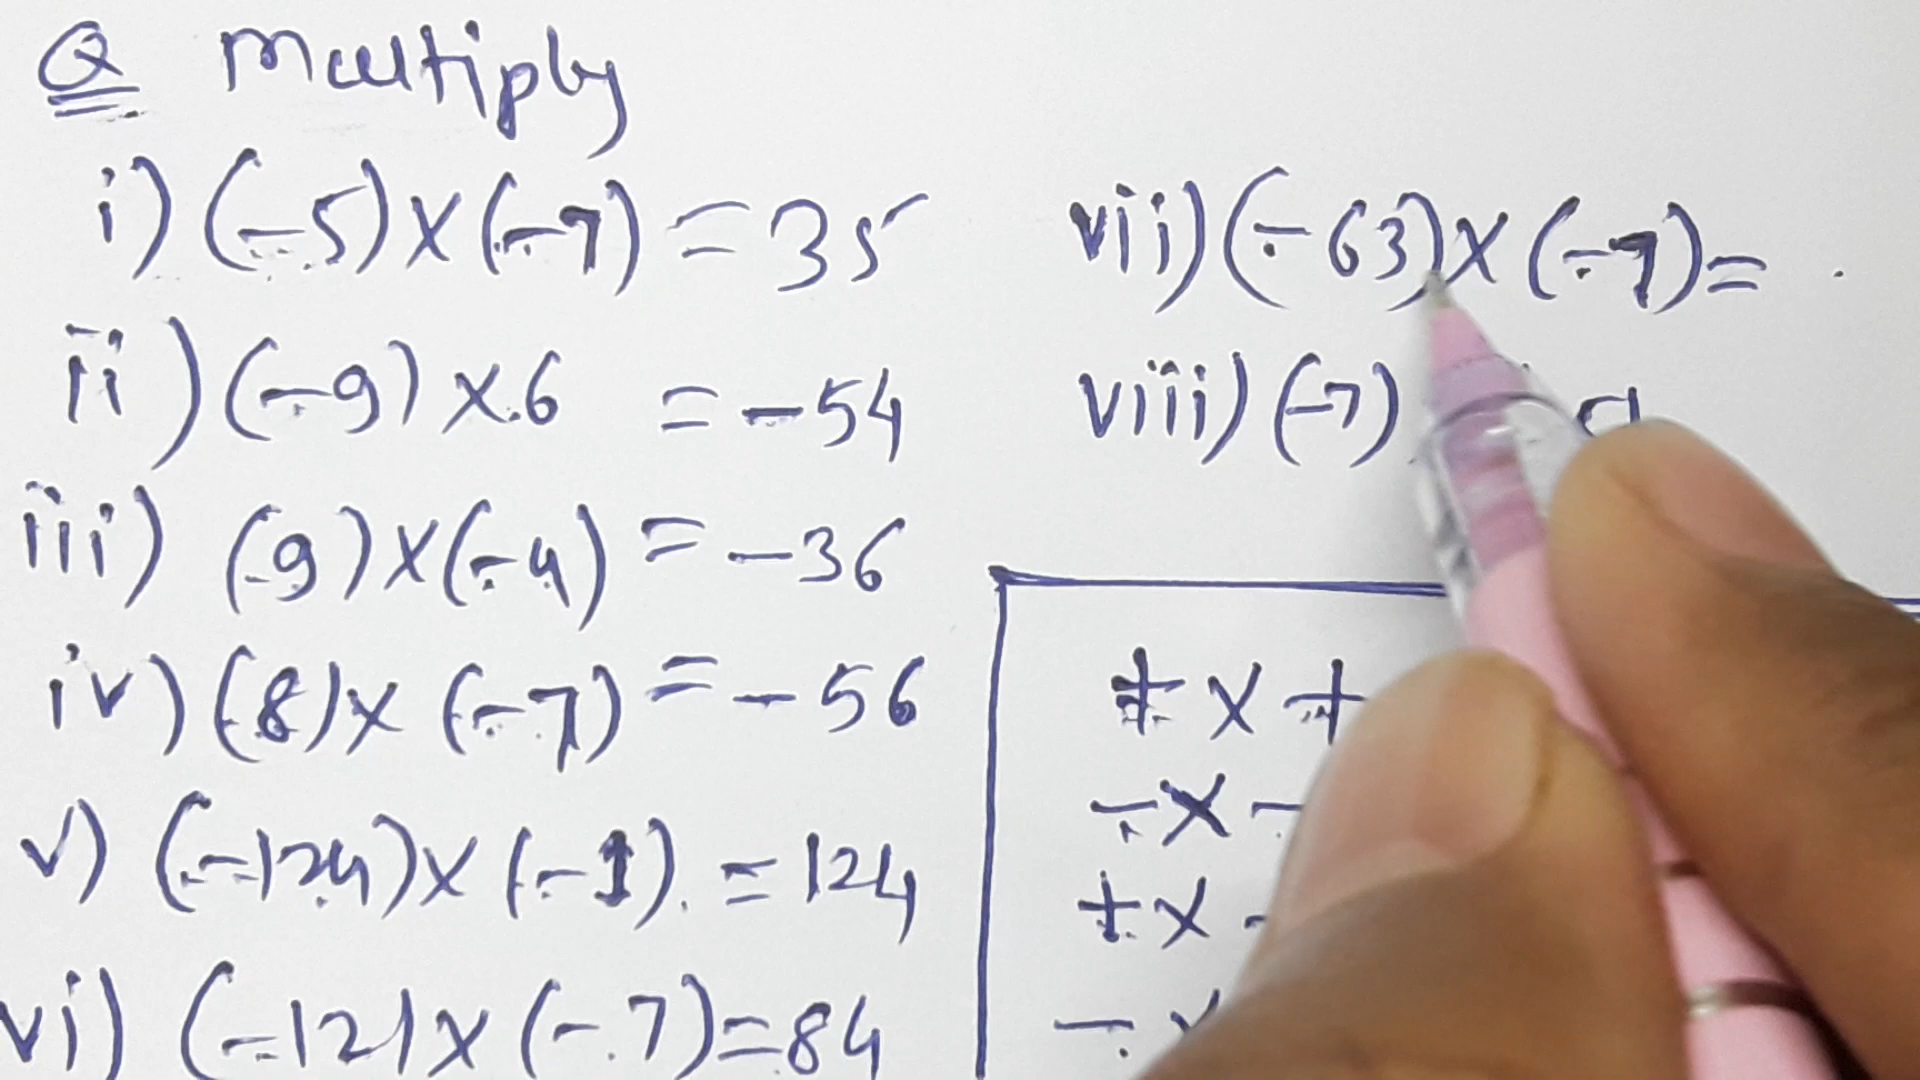 Q Multiply
i) (-5) x (-7) = 35
ii) (-9) x 6 = -54
iii) (9) x (-4) = -36
iv) (8) x (-7) = -56
v) (-124) x (-1) = 124
vi) (-12) x (-7) = 84
vii) (-63) x (-7) =
viii) (-7)
+ x +
- x -
+ x -
- x